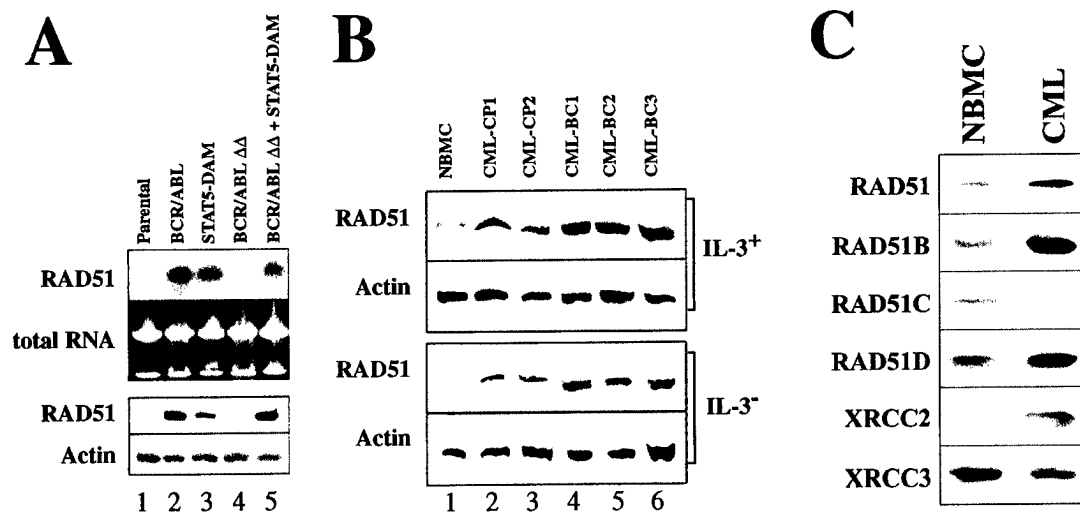 A
Parental
BCR/ABL
STAT5-DAM
BCR/ABL ΔΔ
BCR/ABL ΔΔ + STAT5-DAM
RAD51
total RNA
RAD51
Actin
1 2 3 4 5
B
NBMC
CML-CP1
CML-CP2
CML-BC1
CML-BC2
CML-BC3
RAD51
Actin
IL-3+
RAD51
Actin
IL-3-
1 2 3 4 5 6
C
NBMC
CML
RAD51
RAD51B
RAD51C
RAD51D
XRCC2
XRCC3